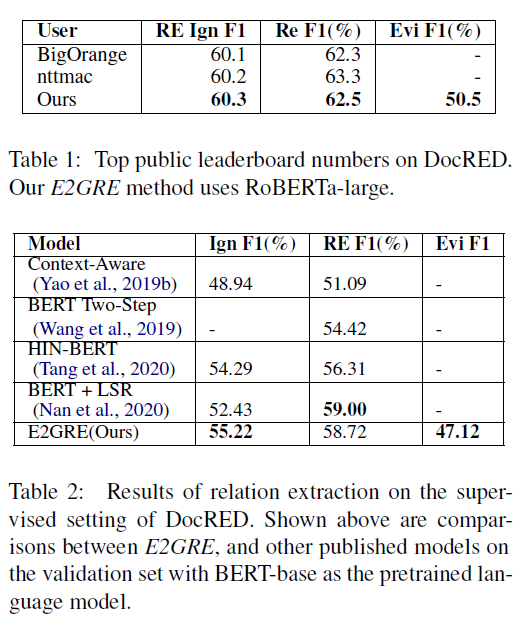 User RE Ign F1 Re F1(%) Evi F1(%)
BigOrange 60.1 62.3 -
nttmac 60.2 63.3 -
Ours 60.3 62.5 50.5
Table 1: Top public leaderboard numbers on DocRED.
Our E2GRE method uses RoBERTa-large.
Model Ign F1(%) RE F1(%) Evi F1
Context-Aware
(Yao et al., 2019b) 48.94 51.09 -
BERT Two-Step
(Wang et al., 2019) - 54.42 -
HIN-BERT
(Tang et al., 2020) 54.29 56.31 -
BERT + LSR
(Nan et al., 2020) 52.43 59.00 -
E2GRE(Ours) 55.22 58.72 47.12
Table 2: Results of relation extraction on the super-
vised setting of DocRED. Shown above are compar-
isons between E2GRE, and other published models on
the validation set with BERT-base as the pretrained lan-
guage model.